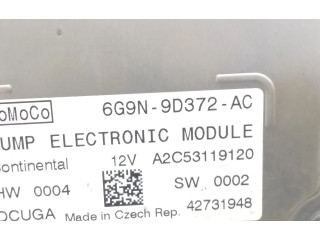 oMoCo 6G9N-9D372-AC
UMP ELECTRONIC MODULE
ontinental 12V A2C53119120
HW 0004 SW 0002
OCUGA Made in Czech Rep. 42731948